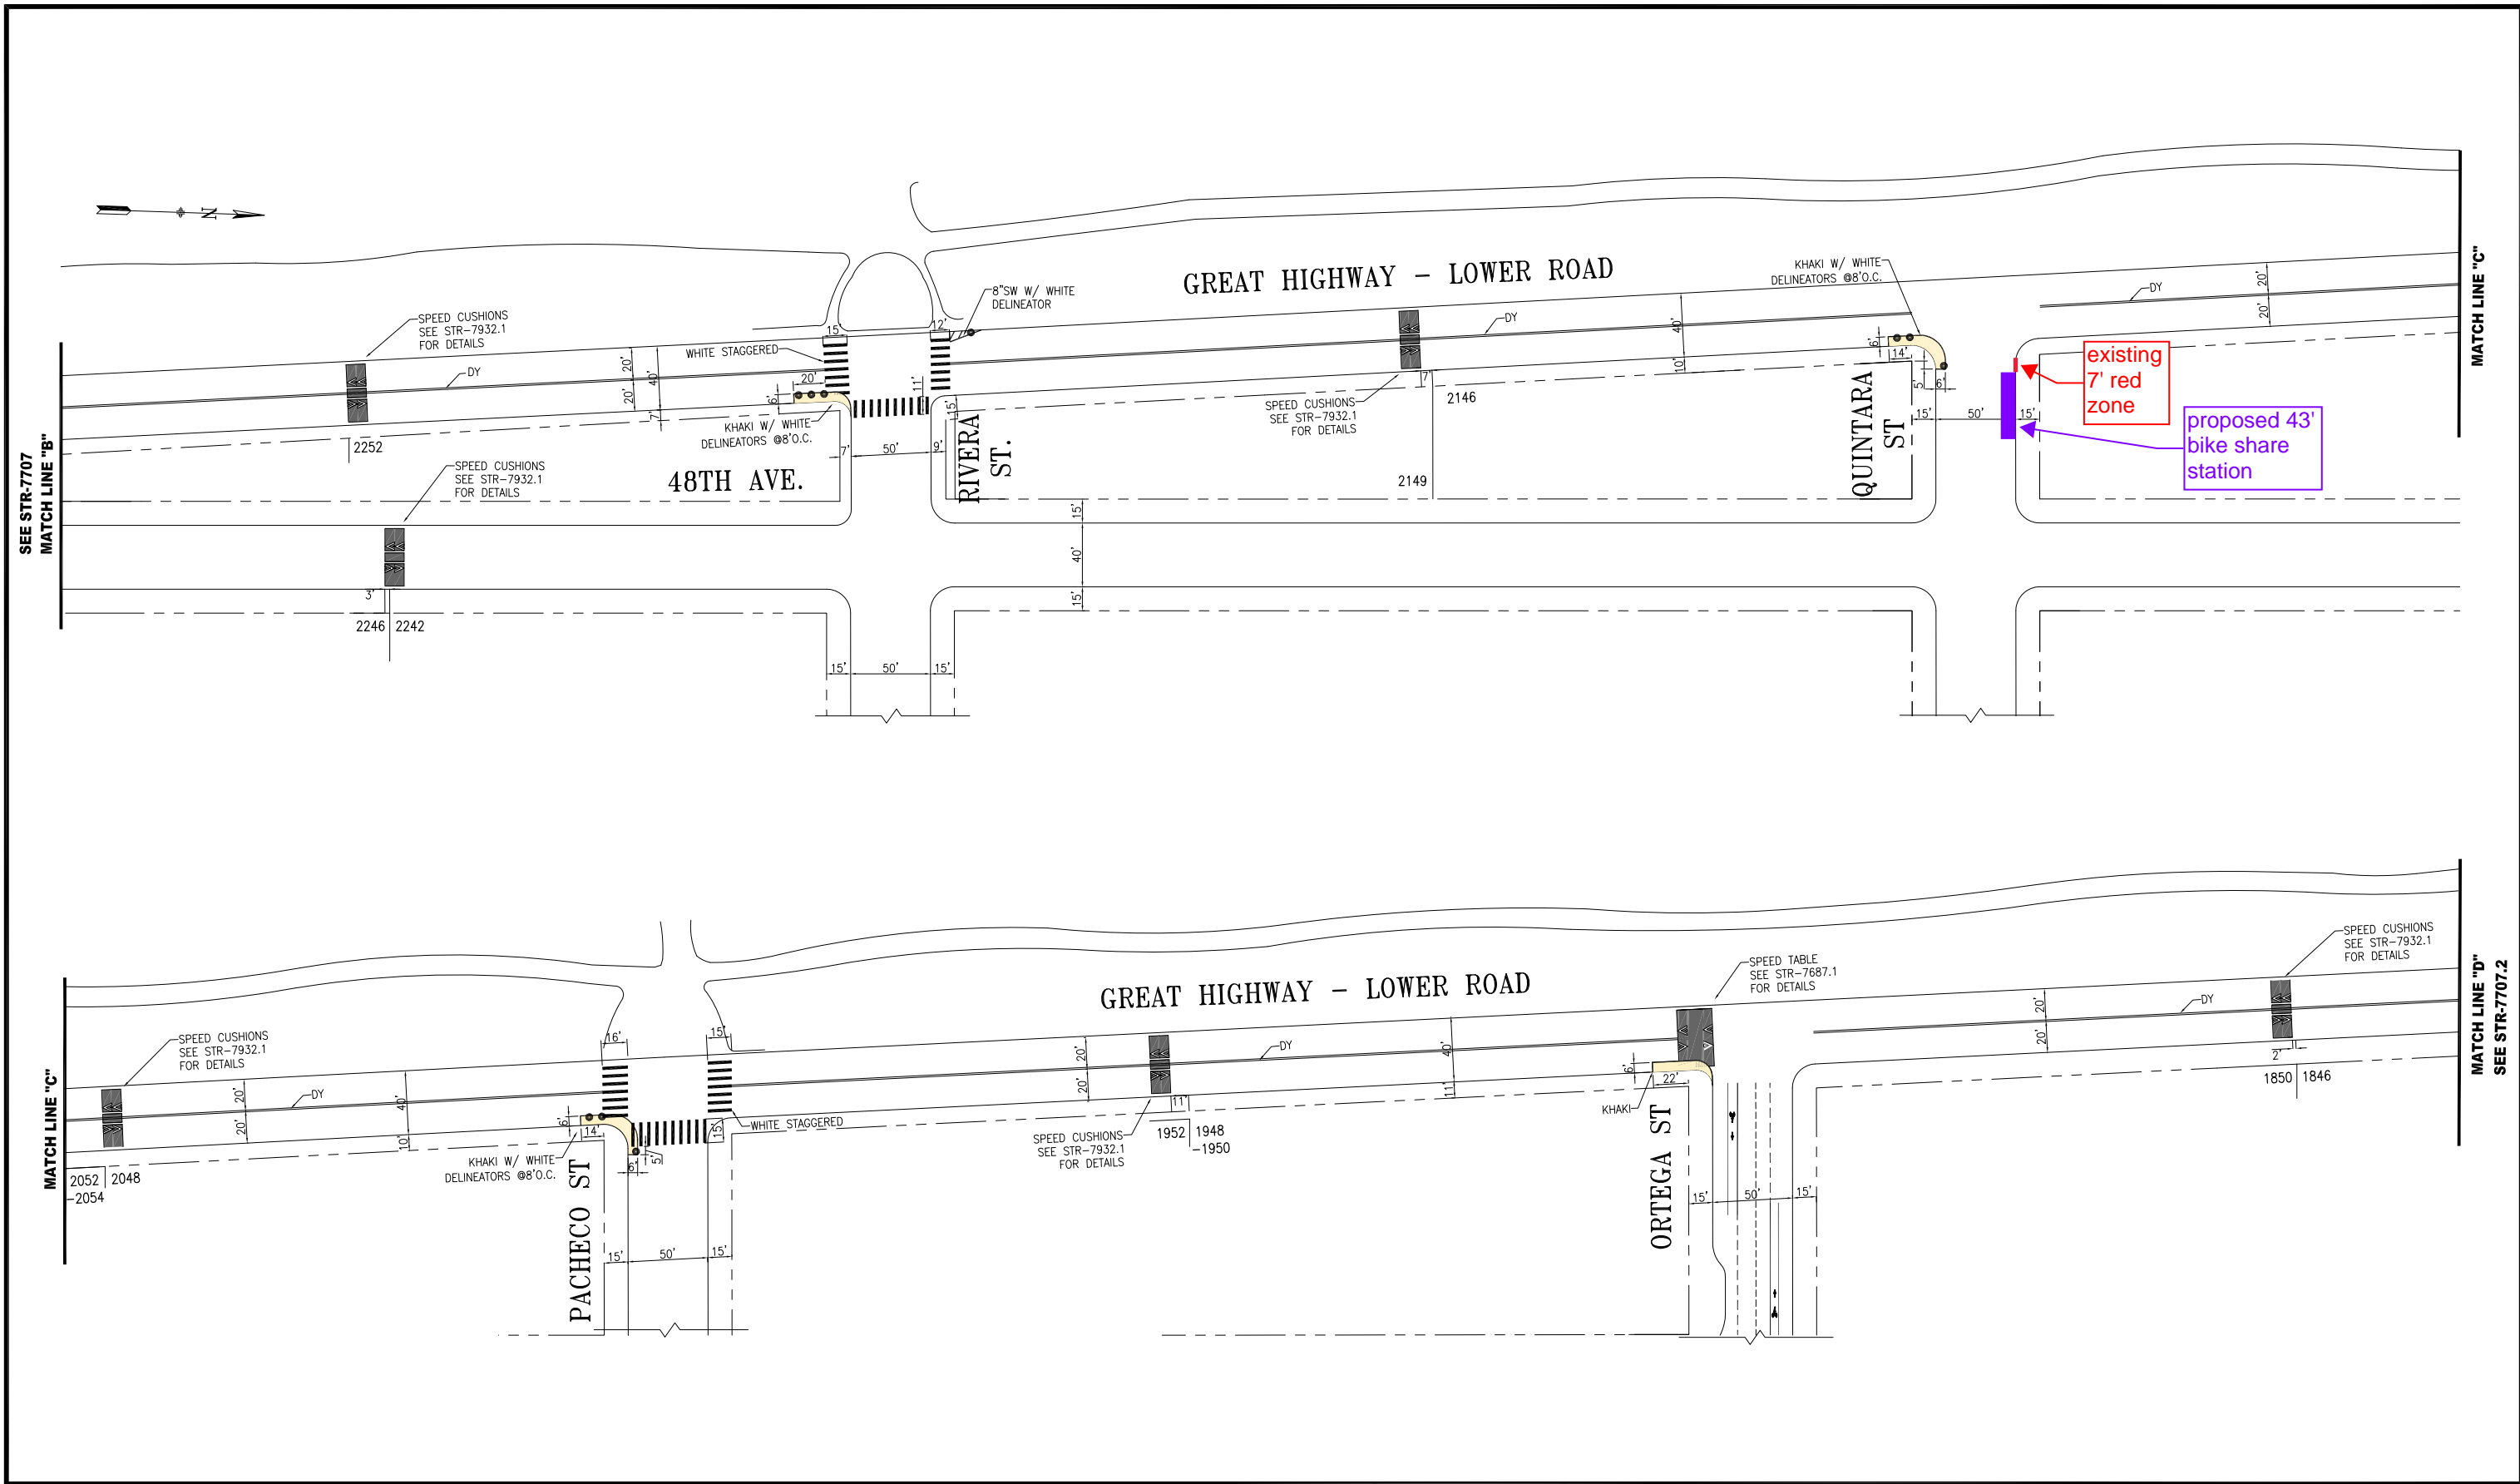 SEE STR-7707
MATCH LINE "B"
N
SPEED CUSHIONS
SEE STR-7932.1
FOR DETAILS
DY
20'
20'
40'
7'
2252
SPEED CUSHIONS
SEE STR-7932.1
FOR DETAILS
48TH AVE.
3'
2246
2242
WHITE STAGGERED
15'
12'
20'
6'
11'
15'
KHAKI W/ WHITE
DELINEATORS @8'O.C.
7'
50'
9'
8"SW W/ WHITE
DELINEATOR
RIVERA
ST.
15'
50'
15'
15'
40'
15'
GREAT HIGHWAY - LOWER ROAD
DY
SPEED CUSHIONS
SEE STR-7932.1
FOR DETAILS
7'
2146
2149
40'
10'
KHAKI W/ WHITE
DELINEATORS @8'O.C.
6'
14'
5'
6'
QUINTARA
ST
15'
50'
15'
existing
7' red
zone
proposed 43'
bike share
station
DY
20'
20'
MATCH LINE "C"
MATCH LINE "C"
SPEED CUSHIONS
SEE STR-7932.1
FOR DETAILS
2052
2048
-2054
20'
20'
DY
40'
10'
16'
15'
6'
14'
KHAKI W/ WHITE
DELINEATORS @8'O.C.
6'
5'
15'
WHITE STAGGERED
PACHECO ST
15'
50'
15'
GREAT HIGHWAY - LOWER ROAD
20'
20'
SPEED CUSHIONS
SEE STR-7932.1
FOR DETAILS
11'
1952
1948
-1950
DY
40'
11'
SPEED TABLE
SEE STR-7687.1
FOR DETAILS
6'
22'
KHAKI
ORTEGA ST
15'
50'
15'
20'
20'
DY
SPEED CUSHIONS
SEE STR-7932.1
FOR DETAILS
2'
1850
1846
MATCH LINE "D"
SEE STR-7707.2